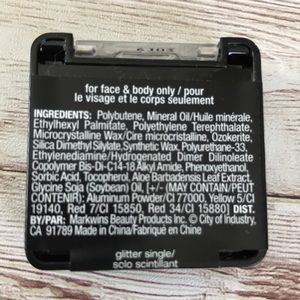 6303
for face & body only / pour
le visage et le corps seulement
INGREDIENTS: Polybutene, Mineral Oil/Huile minérale,
Ethylhexyl Palmitate, Polyethylene Terephthalate,
Microcrystalline Wax/Cire microcristalline, Ozokerite,
Silica Dimethyl Silylate, Synthetic Wax, Polyurethane-33,
Ethylenediamine/Hydrogenated Dimer Dilinoleate
Copolymer Bis-Di-C14-18 Alkyl Amide, Phenoxyethanol,
Sorbic Acid, Tocopherol, Aloe Barbadensis Leaf Extract,
Glycine Soja (Soybean) Oil, [+/- (MAY CONTAIN/PEUT
CONTENIR): Aluminum Powder/CI 77000, Yellow 5/CI
19140, Red 7/CI 15850, Red 34/CI 15880] DIST.
BY/PAR: Markwins Beauty Products Inc. © City of Industry,
CA 91789 Made in China/Fabriqué en Chine
glitter single/
solo scintillant